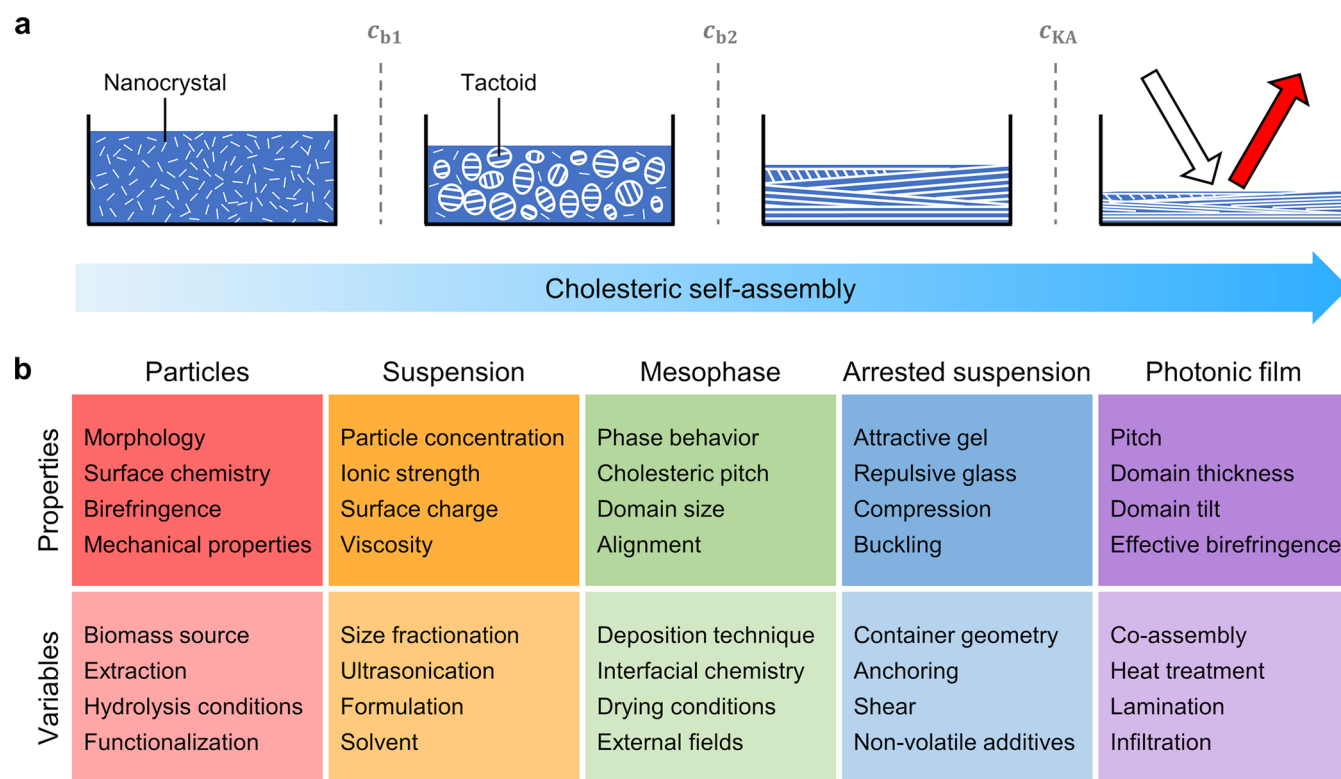 a
c_b1
c_b2
c_KA
Nanocrystal
Tactoid
Cholesteric self-assembly
b
Particles
Suspension
Mesophase
Arrested suspension
Photonic film
Properties
Morphology
Surface chemistry
Birefringence
Mechanical properties
Particle concentration
Ionic strength
Surface charge
Viscosity
Phase behavior
Cholesteric pitch
Domain size
Alignment
Attractive gel
Repulsive glass
Compression
Buckling
Pitch
Domain thickness
Domain tilt
Effective birefringence
Variables
Biomass source
Extraction
Hydrolysis conditions
Functionalization
Size fractionation
Ultrasonication
Formulation
Solvent
Deposition technique
Interfacial chemistry
Drying conditions
External fields
Container geometry
Anchoring
Shear
Non-volatile additives
Co-assembly
Heat treatment
Lamination
Infiltration